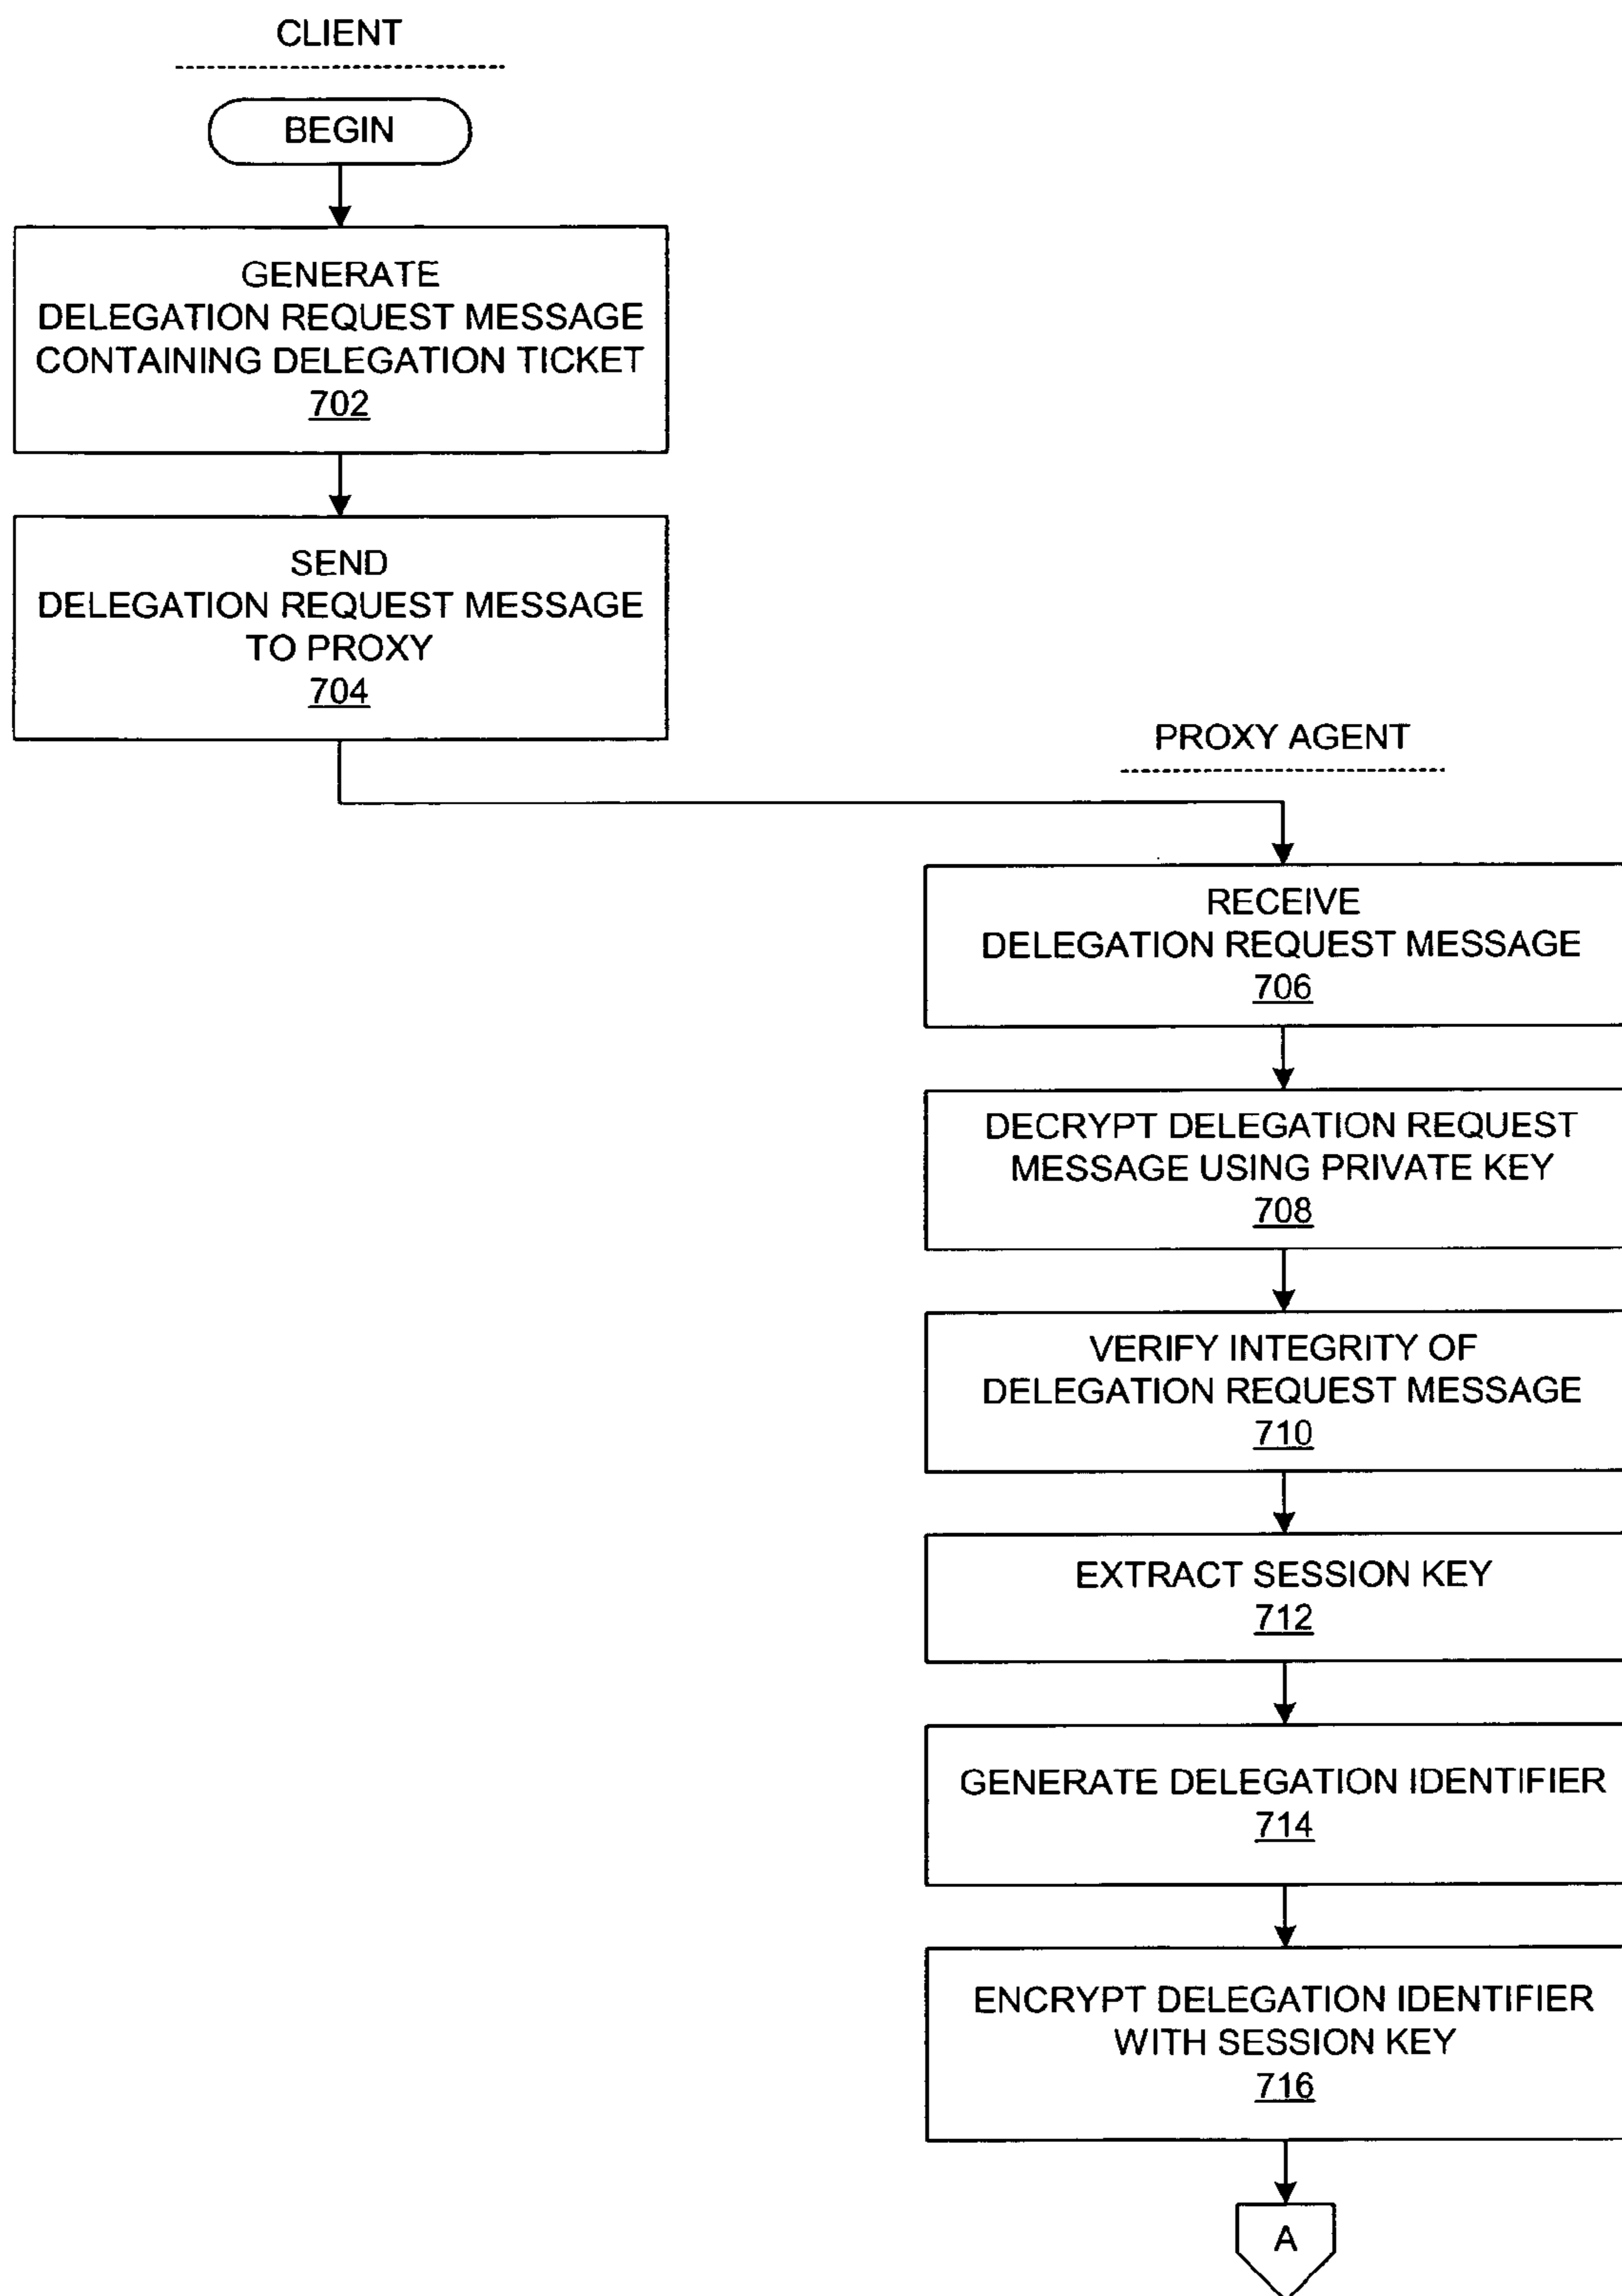 CLIENT
BEGIN
GENERATE
DELEGATION REQUEST MESSAGE
CONTAINING DELEGATION TICKET
702
SEND
DELEGATION REQUEST MESSAGE
TO PROXY
704
PROXY AGENT
RECEIVE
DELEGATION REQUEST MESSAGE
706
DECRYPT DELEGATION REQUEST
MESSAGE USING PRIVATE KEY
708
VERIFY INTEGRITY OF
DELEGATION REQUEST MESSAGE
710
EXTRACT SESSION KEY
712
GENERATE DELEGATION IDENTIFIER
714
ENCRYPT DELEGATION IDENTIFIER
WITH SESSION KEY
716
A